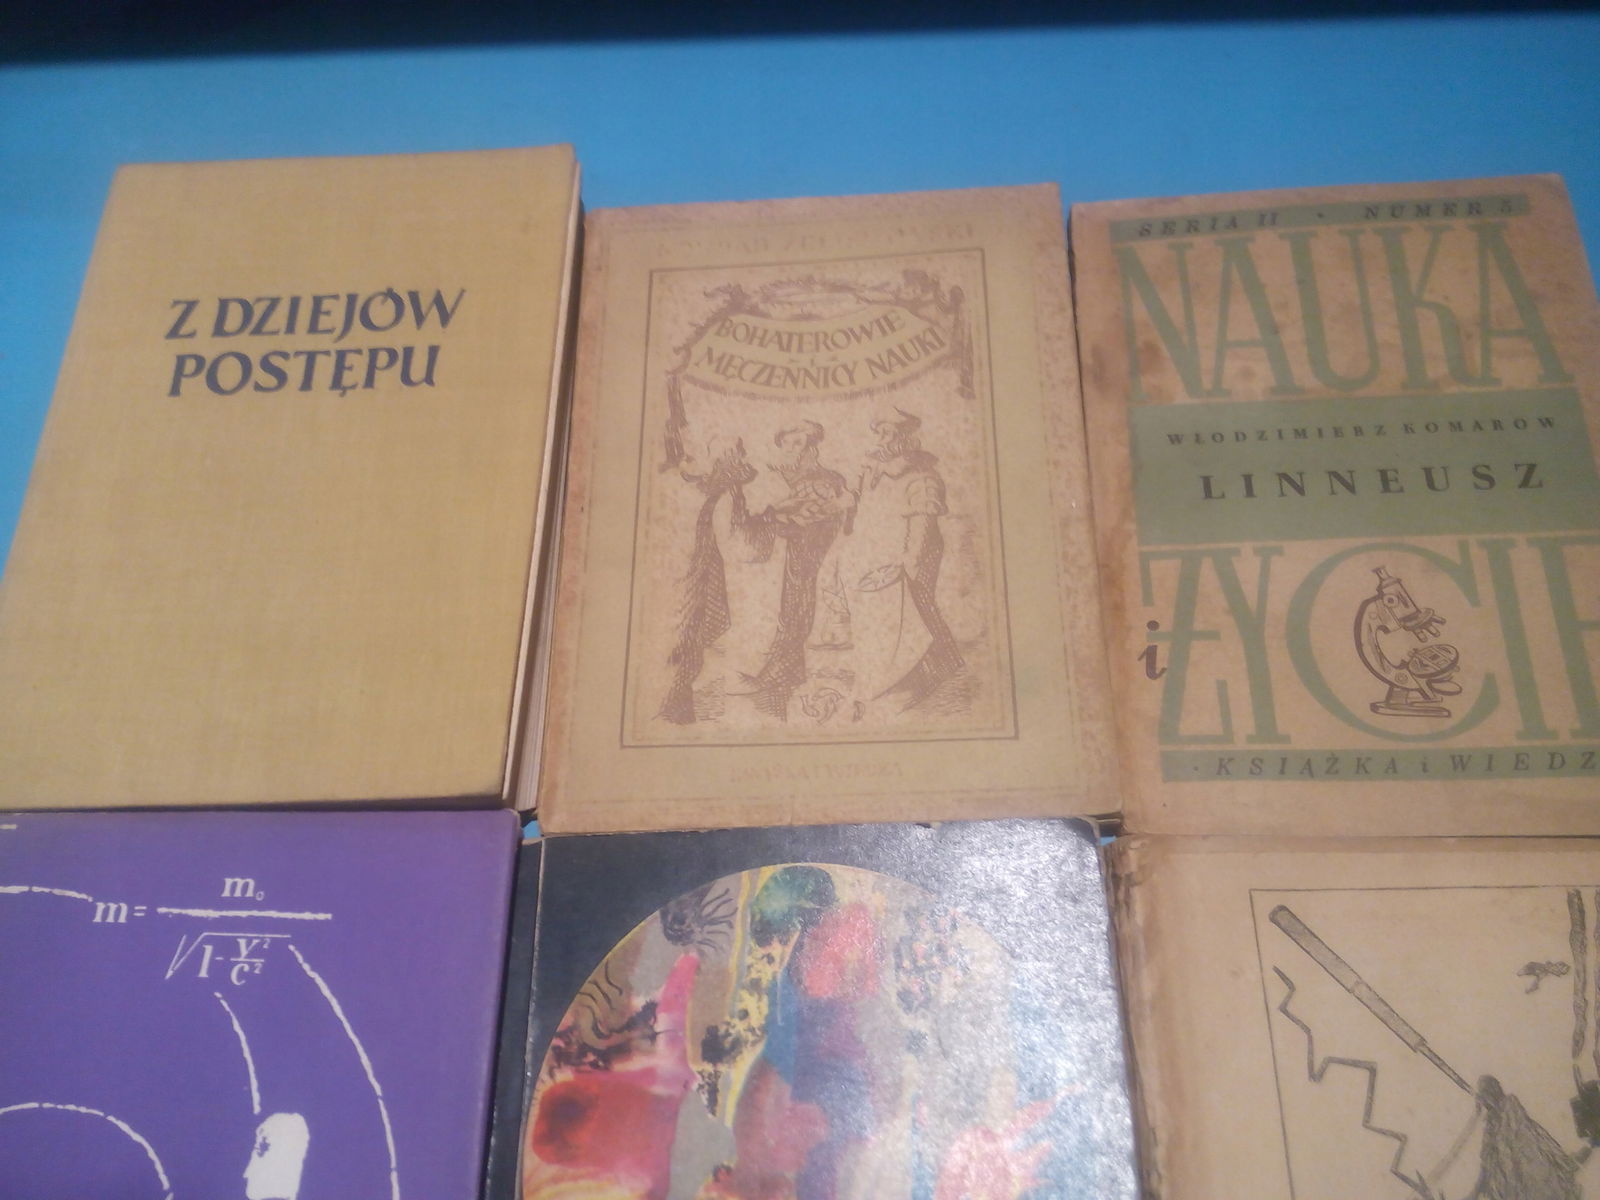 Z DZIEJÓW
POSTĘPU
BOHATEROWIE
I
MĘCZENNICY NAUKI
SERIA II · NUMER 5
NAUKA
WŁODZIMIERZ KOMAROW
LINNEUSZ
i ŻYCIE
· KSIĄŻKA i WIEDZ
m = m₀
√1 - v²
c²